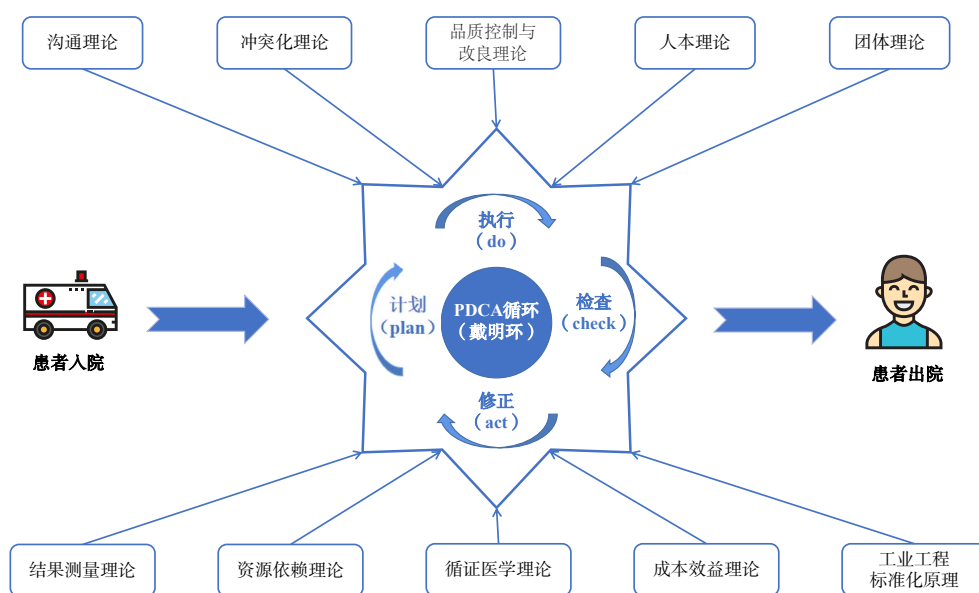 沟通理论
冲突化理论
品质控制与
改良理论
人本理论
团体理论
执行
（do）
计划
（plan）
PDCA循环
（戴明环）
检查
（check）
修正
（act）
患者入院
患者出院
结果测量理论
资源依赖理论
循证医学理论
成本效益理论
工业工程
标准化原理